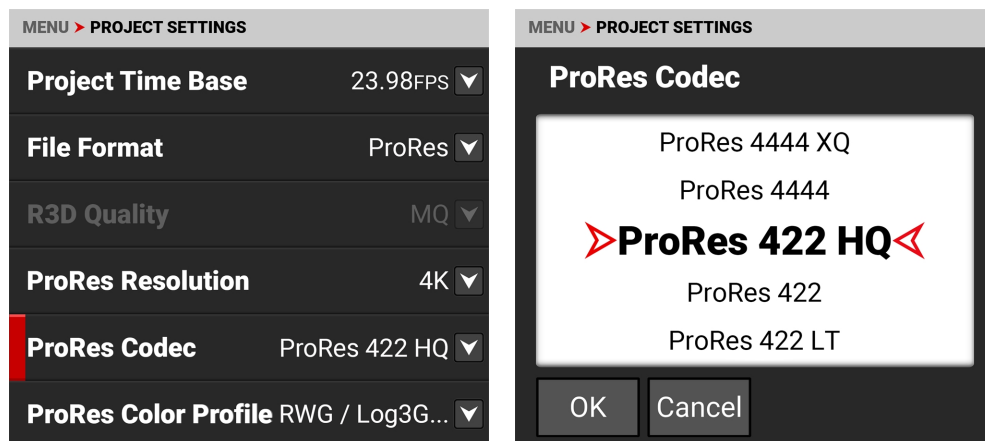 MENU PROJECT SETTINGS
Project Time Base 23.98FPS
File Format ProRes
R3D Quality MQ
ProRes Resolution 4K
ProRes Codec ProRes 422 HQ
ProRes Color Profile RWG / Log3G...
MENU PROJECT SETTINGS
ProRes Codec
ProRes 4444 XQ
ProRes 4444
ProRes 422 HQ
ProRes 422
ProRes 422 LT
OK Cancel